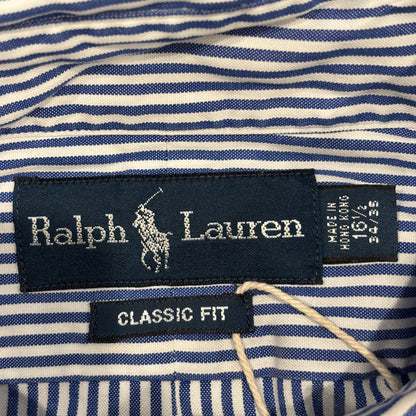 Ralph Lauren
MADE IN
HONG KONG
16½
34/35
CLASSIC FIT